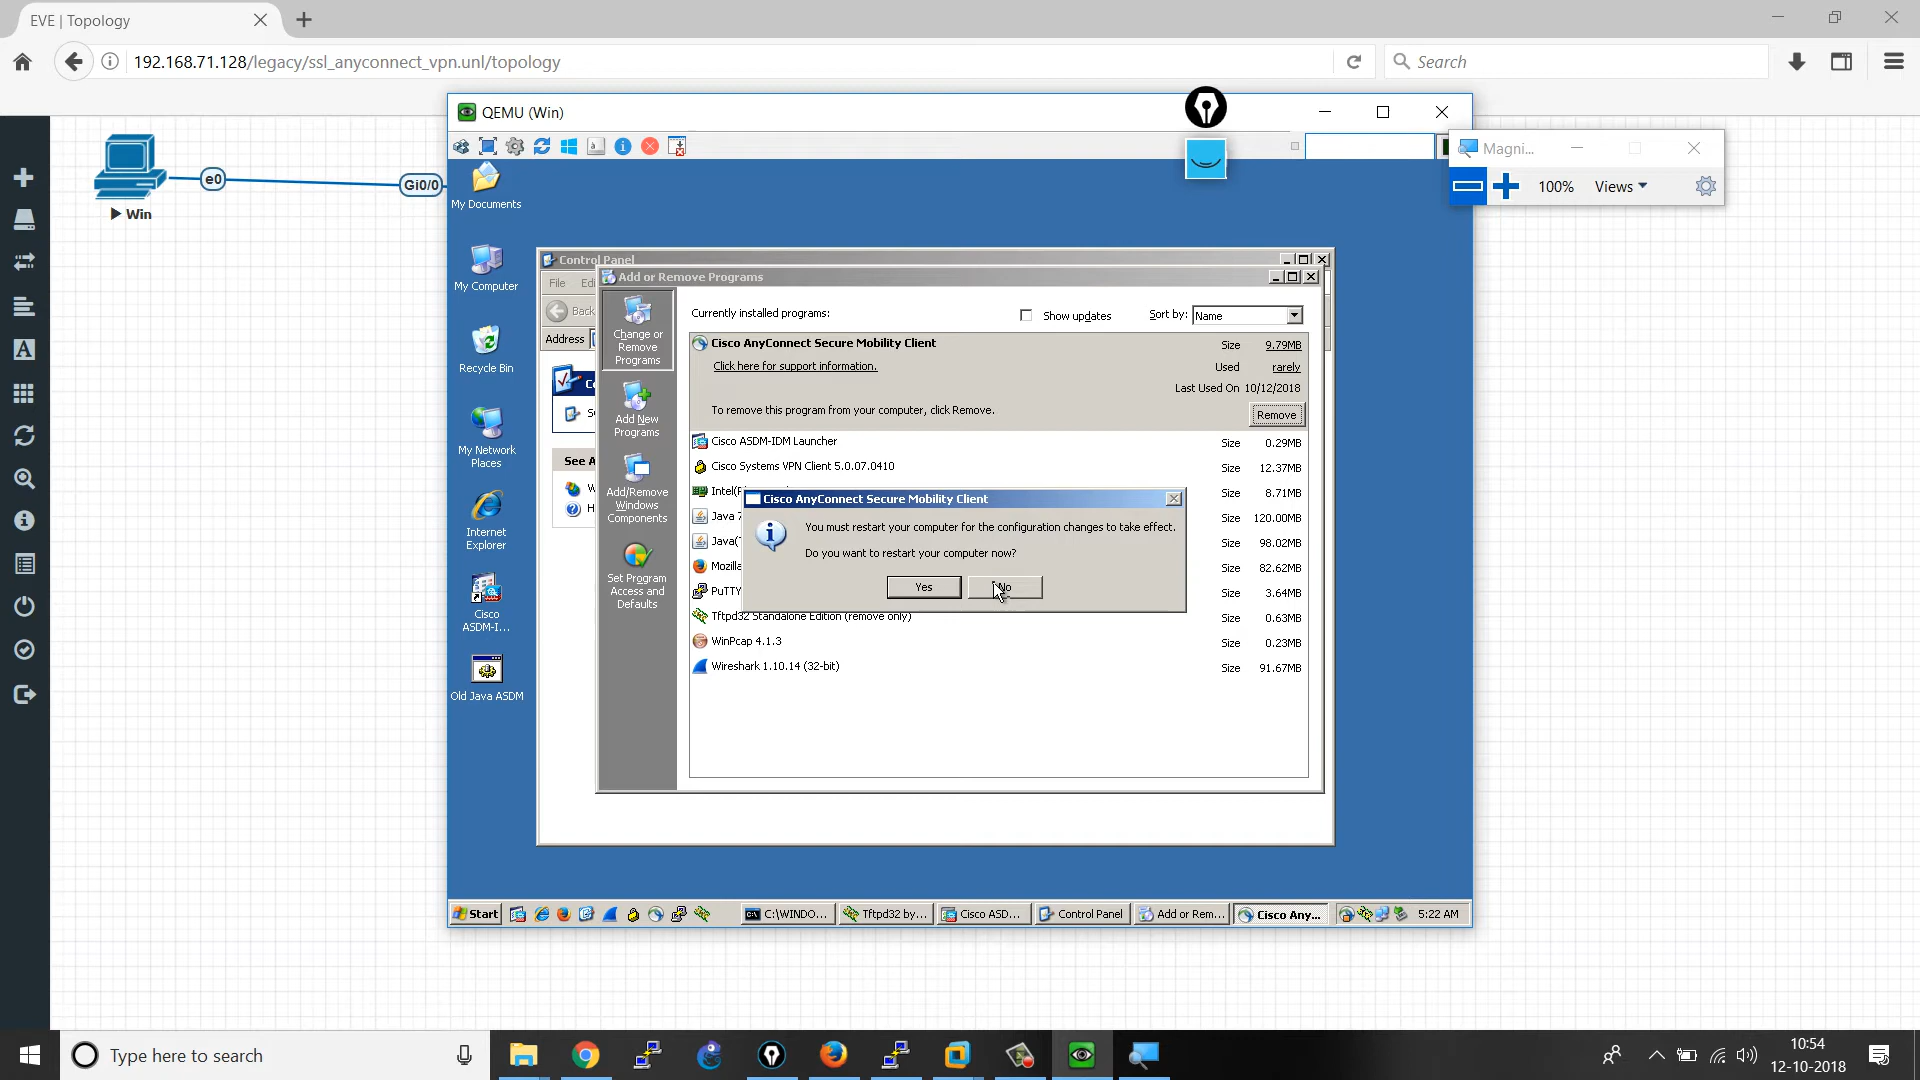 EVE | Topology
192.168.71.128/legacy/ssl_anyconnect_vpn.unl/topology
Search
QEMU (Win)
Magni...
100%
Views
e0
Gi0/0
Win
My Documents
My Computer
Recycle Bin
My Network
Places
Internet
Explorer
Cisco
ASDM-I...
Old Java ASDM
Control Panel
File
Back
Address
See
Add or Remove Programs
Change or
Remove
Programs
Add New
Programs
Add/Remove
Windows
Components
Set Program
Access and
Defaults
Currently installed programs:
Show updates
Sort by:
Name
Cisco AnyConnect Secure Mobility Client
Size 9.79MB
Click here for support information.
Used rarely
Last Used On 10/12/2018
To remove this program from your computer, click Remove.
Remove
Cisco ASDM-IDM Launcher Size 0.29MB
Cisco Systems VPN Client 5.0.07.0410 Size 12.37MB
Intel( Size 8.71MB
Java 7 Size 120.00MB
Java( Size 98.02MB
Mozilla Size 82.62MB
PuTTY Size 3.64MB
Tftpd32 Standalone Edition (remove only) Size 0.63MB
WinPcap 4.1.3 Size 0.23MB
Wireshark 1.10.14 (32-bit) Size 91.67MB
Cisco AnyConnect Secure Mobility Client
You must restart your computer for the configuration changes to take effect.
Do you want to restart your computer now?
Yes
No
Start
C:\WINDO...
Tftpd32 by...
Cisco ASD...
Control Panel
Add or Rem...
Cisco Any...
5:22 AM
Type here to search
10:54
12-10-2018